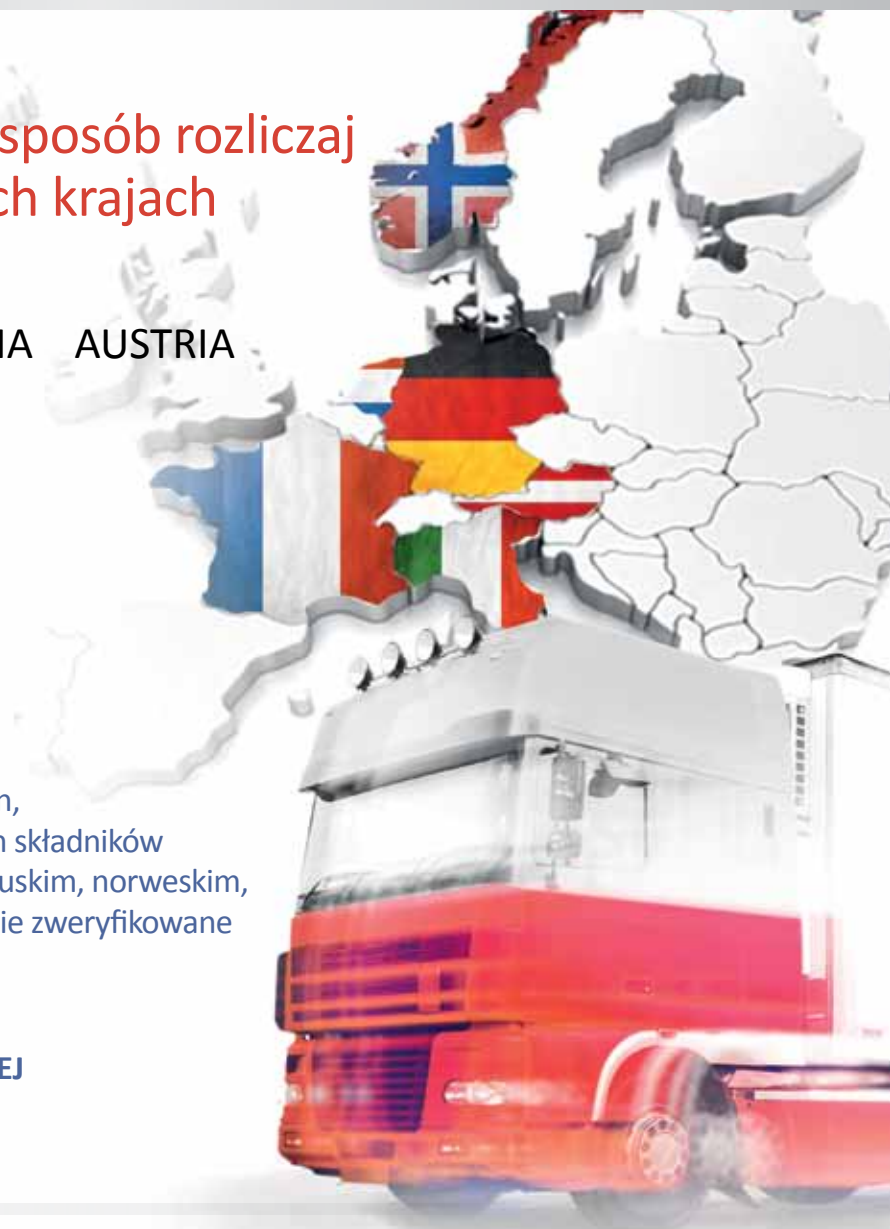 sposób rozliczaj
ch krajach
IA AUSTRIA
h,
h składników
uskim, norweskim,
ie zweryfikowane
EJ